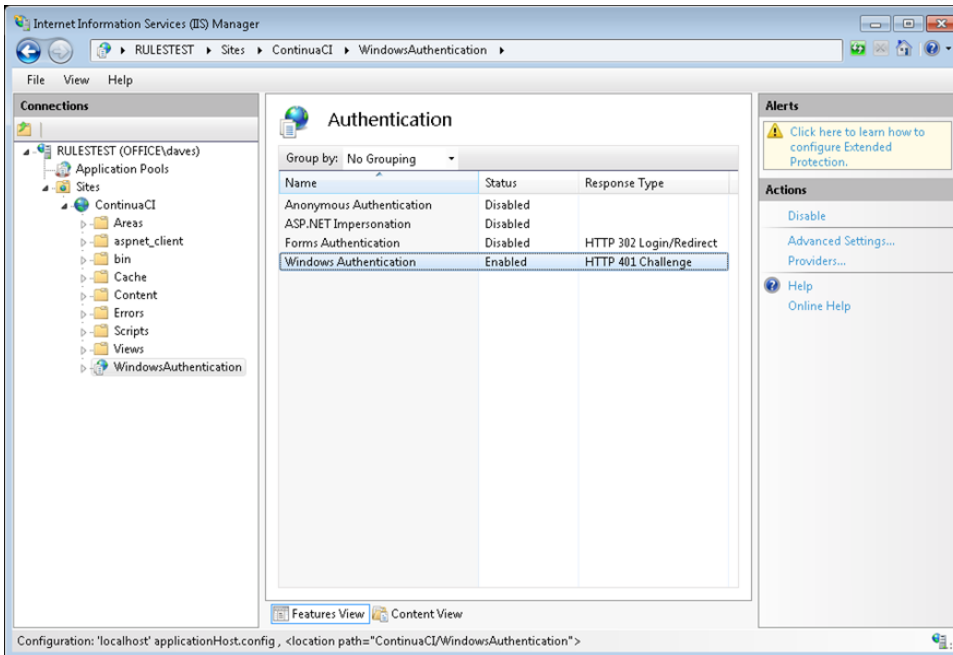 Internet Information Services (IIS) Manager
RULESTEST Sites ContinuaCI WindowsAuthentication
File View Help
Connections
RULESTEST (OFFICE\daves)
Application Pools
Sites
ContinuaCI
Areas
aspnet_client
bin
Cache
Content
Errors
Scripts
Views
WindowsAuthentication
Authentication
Group by: No Grouping
Name Status Response Type
Anonymous Authentication Disabled
ASP.NET Impersonation Disabled
Forms Authentication Disabled HTTP 302 Login/Redirect
Windows Authentication Enabled HTTP 401 Challenge
Features View Content View
Alerts
Click here to learn how to
configure Extended
Protection.
Actions
Disable
Advanced Settings...
Providers...
Help
Online Help
Configuration: 'localhost' applicationHost.config , <location path="ContinuaCI/WindowsAuthentication">